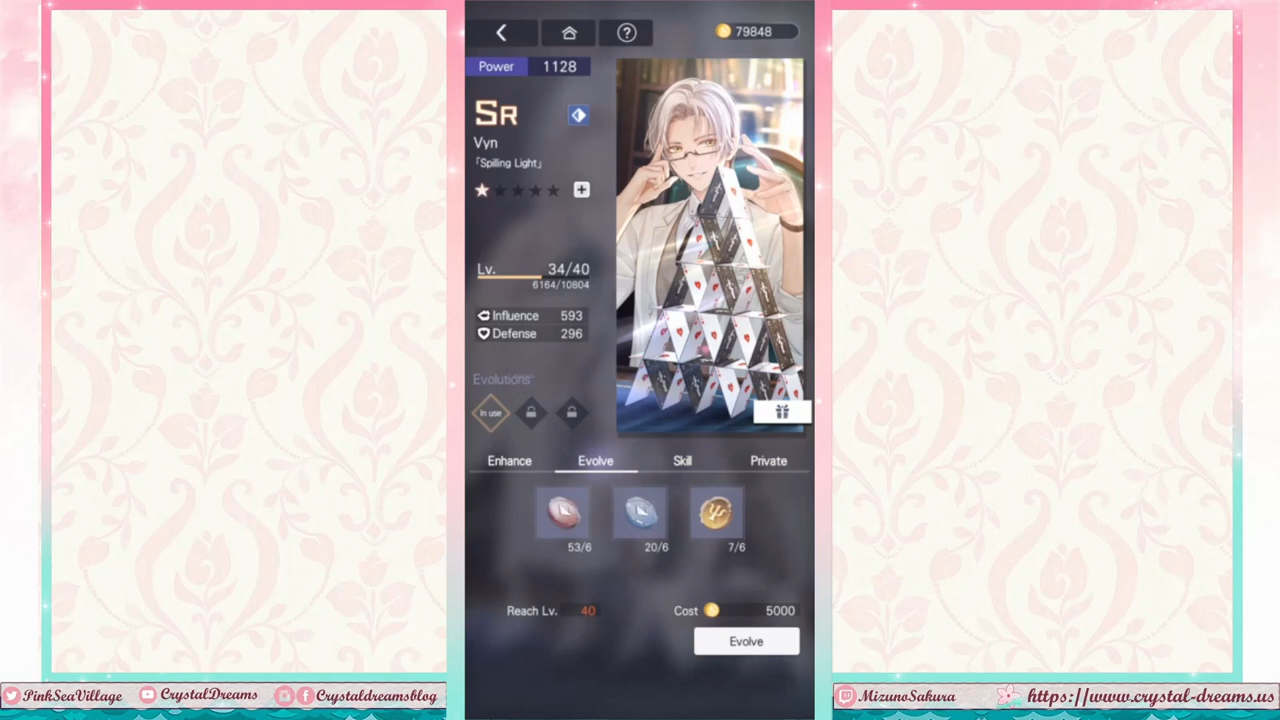 79848
Power 1128
SR
Vyn
「Spiling Light」
Lv. 34/40
6164/10804
Influence 593
Defense 296
Evolutions
In use
Enhance Evolve Skill Private
53/6 20/6 7/6
Reach Lv. 40 Cost 5000
Evolve
PinkSeaVillage CrystalDreams Crystaldreamsblog MizunoSakura https://www.crystal-dreams.us